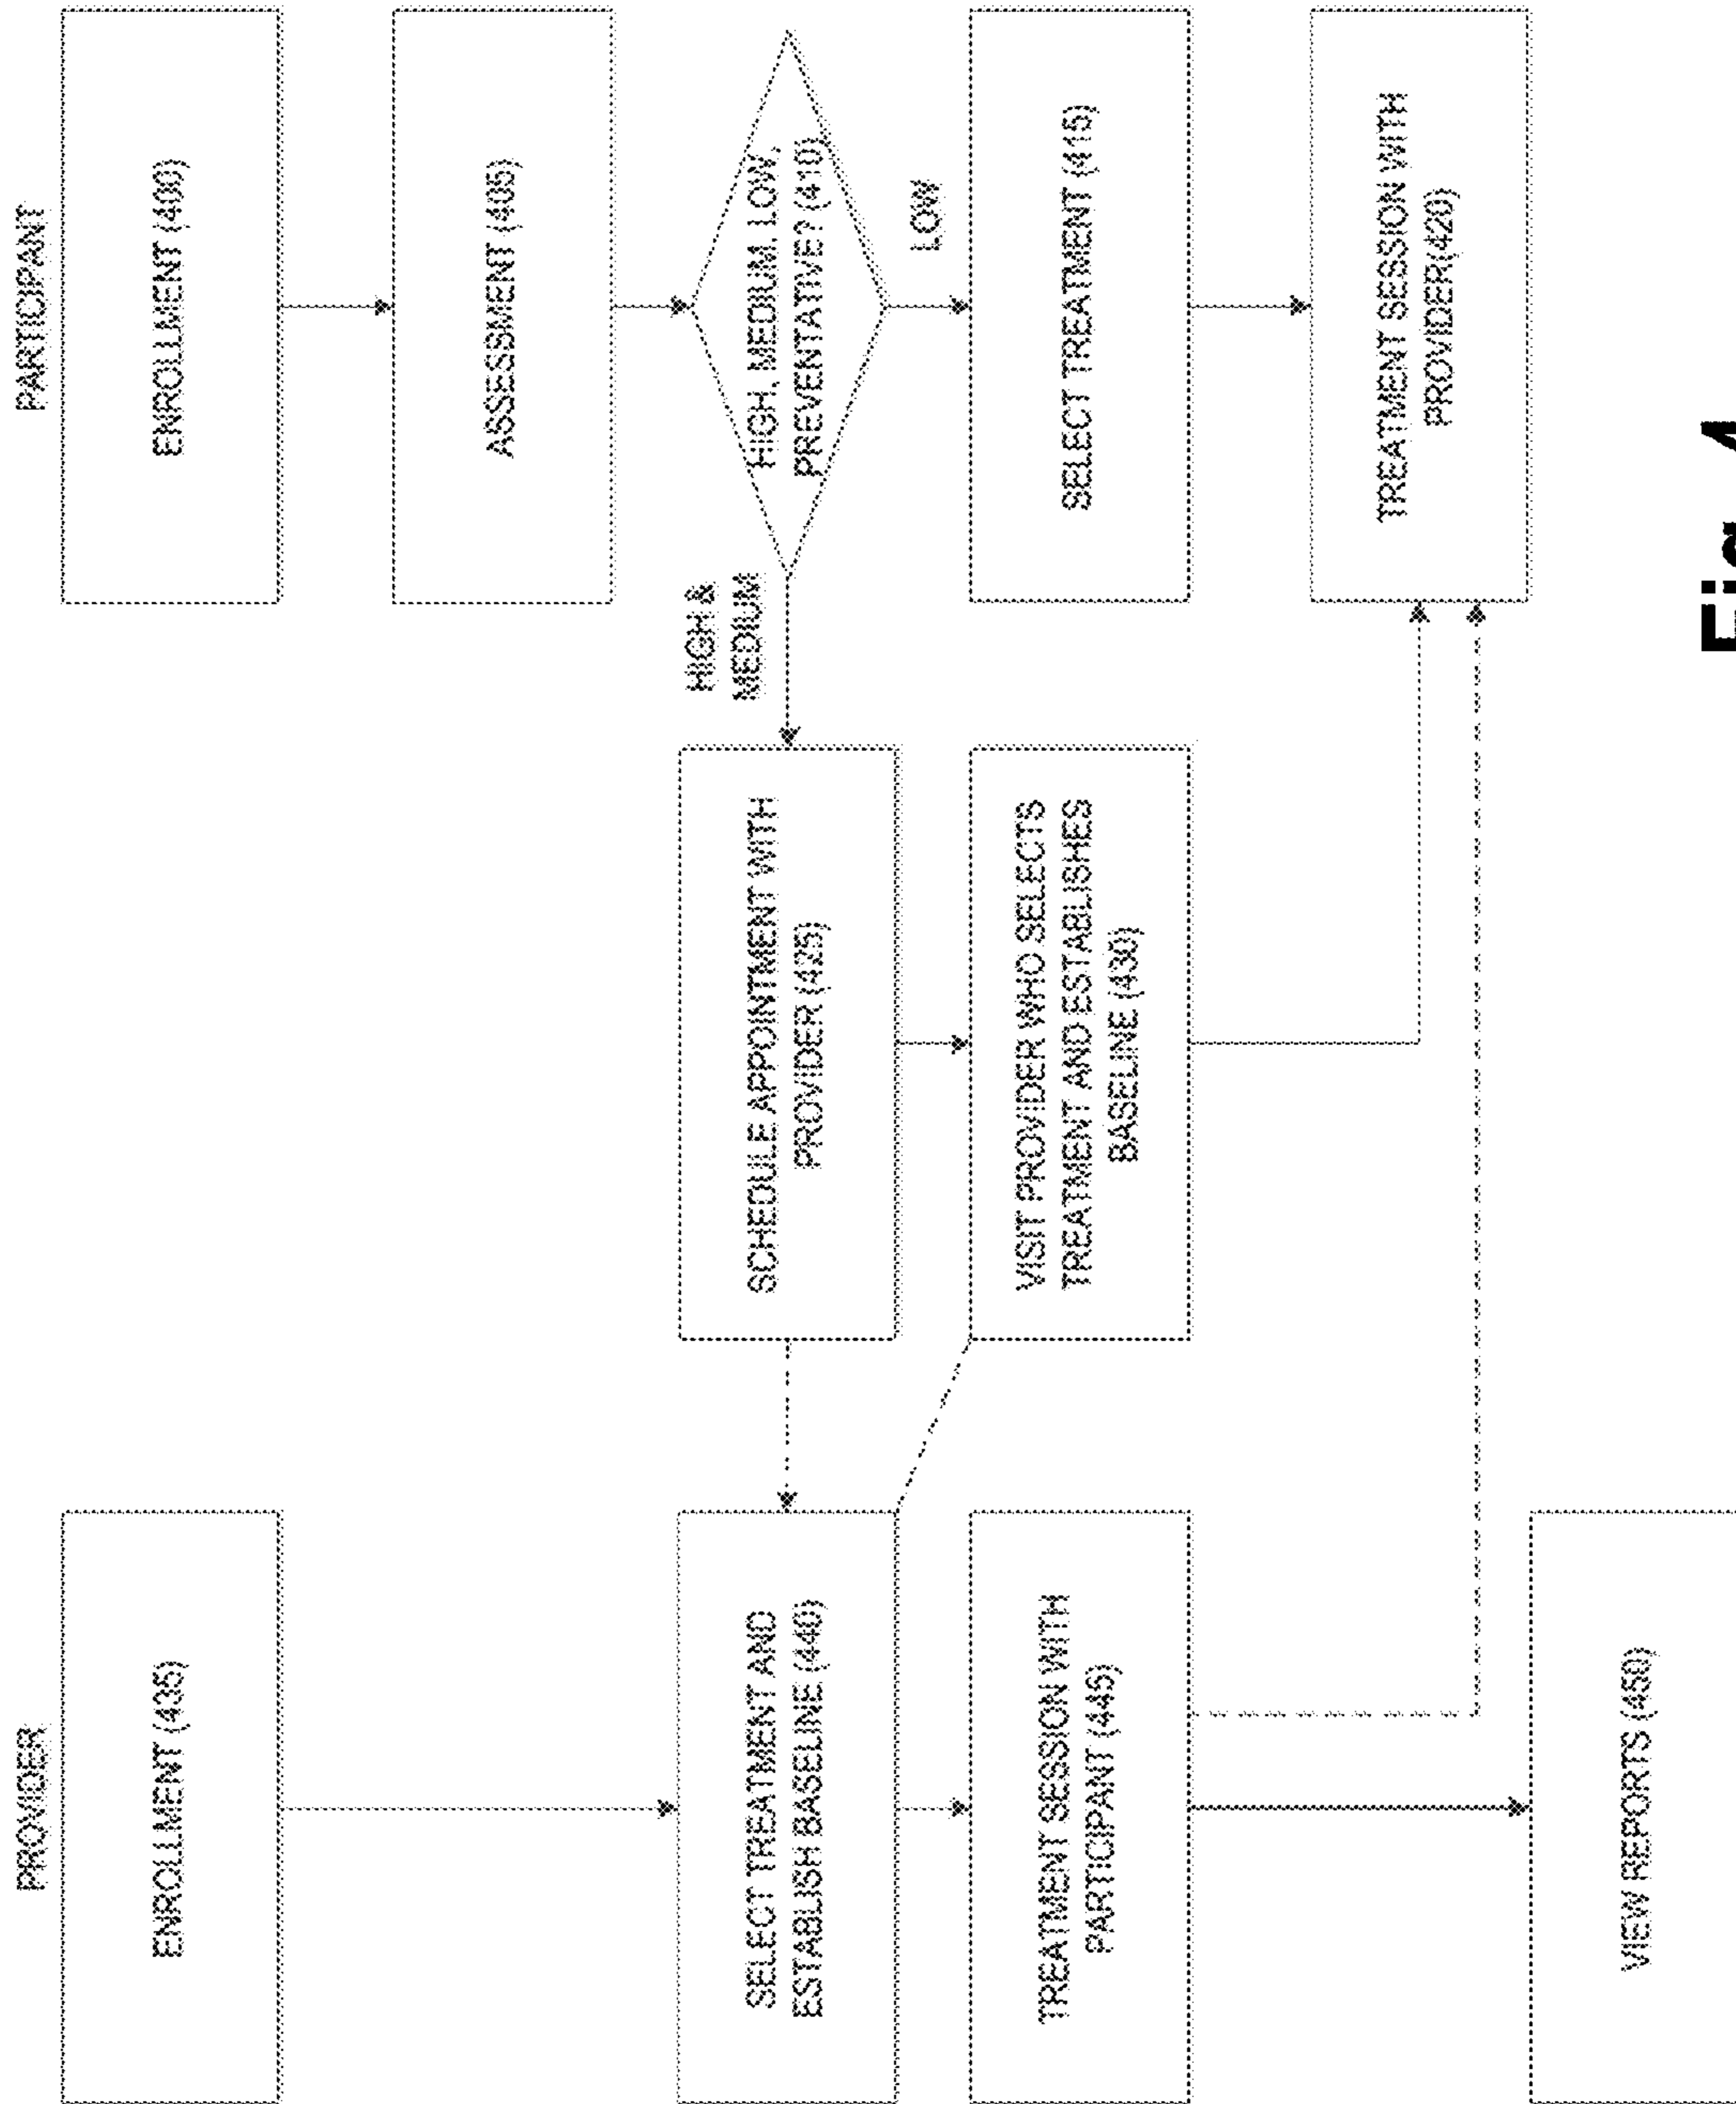 PROVIDER
PARTICIPANT
ENROLLMENT (435)
ENROLLMENT (400)
ASSESSMENT (405)
HIGH &
MEDIUM
HIGH, MEDIUM, LOW,
PREVENTATIVE? (410)
LOW
SELECT TREATMENT AND
ESTABLISH BASELINE (440)
SCHEDULE APPOINTMENT WITH
PROVIDER (425)
TREATMENT SESSION WITH
PARTICIPANT (445)
VISIT PROVIDER WHO SELECTS
TREATMENT AND ESTABLISHES
BASELINE (430)
SELECT TREATMENT (415)
TREATMENT SESSION WITH
PROVIDER(420)
VIEW REPORTS (450)
Fig. 4